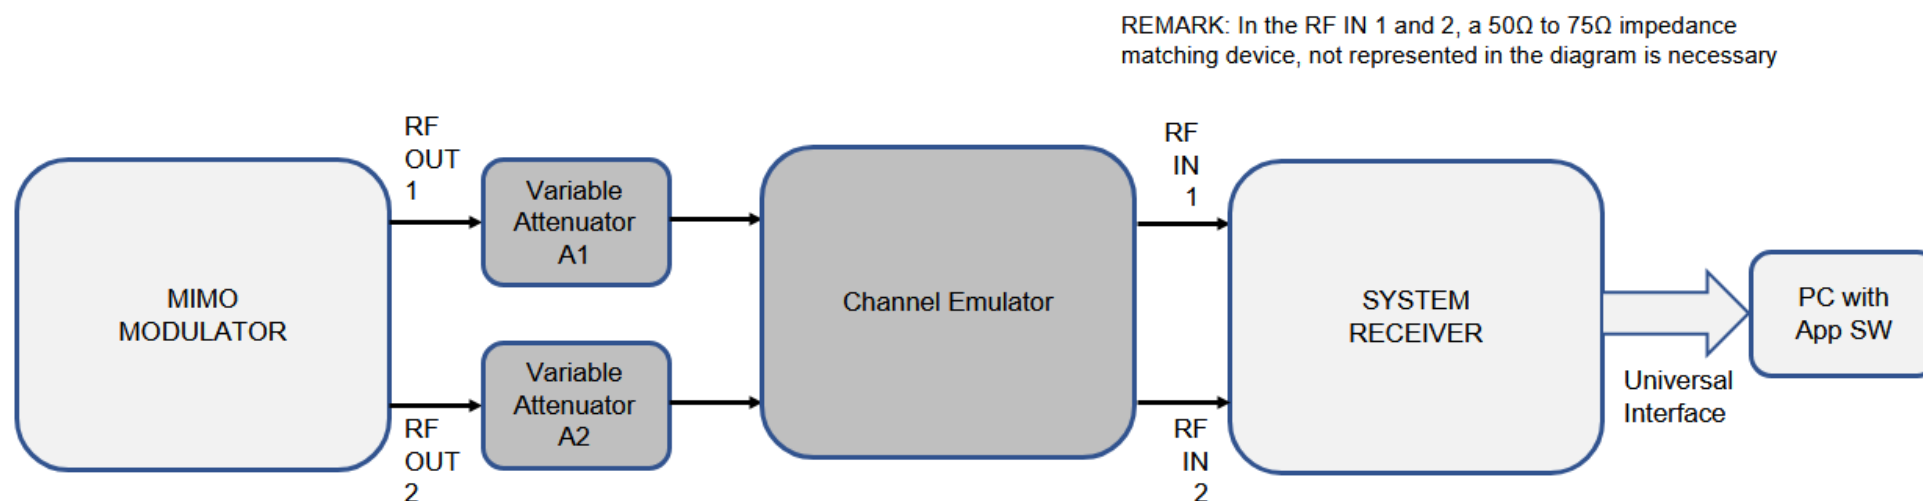 REMARK: In the RF IN 1 and 2, a 50Ω to 75Ω impedance
matching device, not represented in the diagram is necessary
RF
OUT
1
RF
IN
1
Variable
Attenuator
A1
MIMO
MODULATOR
Channel Emulator
SYSTEM
RECEIVER
PC with
App SW
Variable
Attenuator
A2
Universal
Interface
RF
OUT
2
RF
IN
2